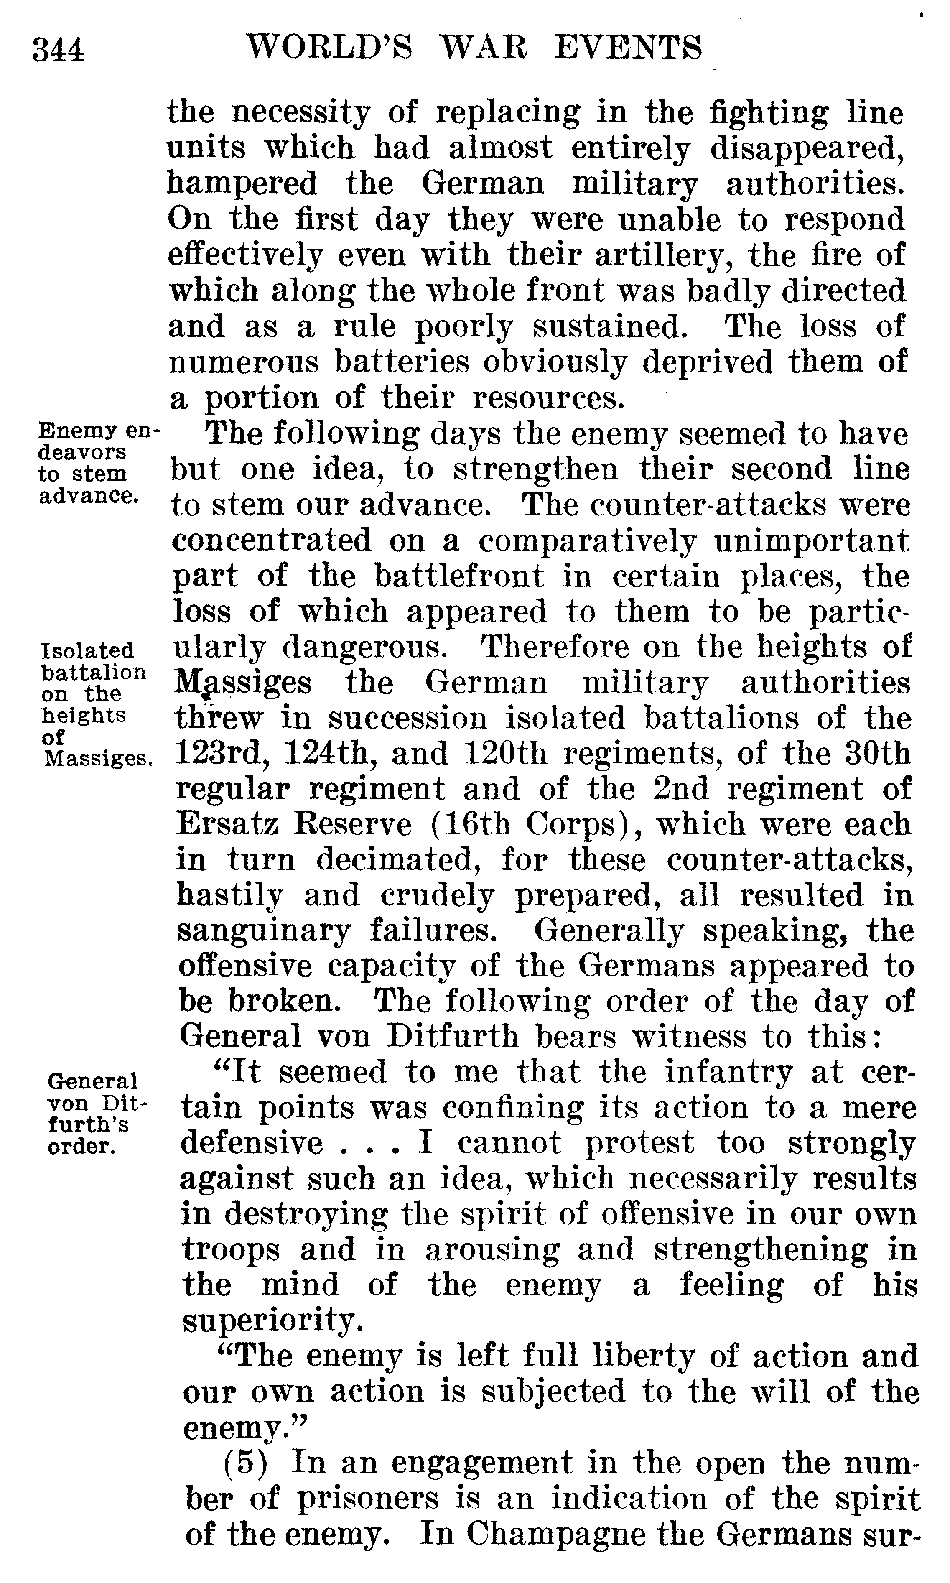 344 WORLD'S WAR EVENTS
the necessity of replacing in the fighting line
units which had almost entirely disappeared,
hampered the German military authorities.
On the first day they were unable to respond
effectively even with their artillery, the fire of
which along the whole front was badly directed
and as a rule poorly sustained. The loss of
numerous batteries obviously deprived them of
a portion of their resources.
Enemy en-
deavors
to stem
advance.
The following days the enemy seemed to have
but one idea, to strengthen their second line
to stem our advance. The counter-attacks were
concentrated on a comparatively unimportant
part of the battlefront in certain places, the
loss of which appeared to them to be partic-
Isolated
battalion
on the
heights
of
Massiges.
ularly dangerous. Therefore on the heights of
Massiges the German military authorities
threw in succession isolated battalions of the
123rd, 124th, and 120th regiments, of the 30th
regular regiment and of the 2nd regiment of
Ersatz Reserve (16th Corps), which were each
in turn decimated, for these counter-attacks,
hastily and crudely prepared, all resulted in
sanguinary failures. Generally speaking, the
offensive capacity of the Germans appeared to
be broken. The following order of the day of
General von Ditfurth bears witness to this:
General
von Dit-
furth's
order.
"It seemed to me that the infantry at cer-
tain points was confining its action to a mere
defensive . . . I cannot protest too strongly
against such an idea, which necessarily results
in destroying the spirit of offensive in our own
troops and in arousing and strengthening in
the mind of the enemy a feeling of his
superiority.
"The enemy is left full liberty of action and
our own action is subjected to the will of the
enemy."
(5) In an engagement in the open the num-
ber of prisoners is an indication of the spirit
of the enemy. In Champagne the Germans sur-